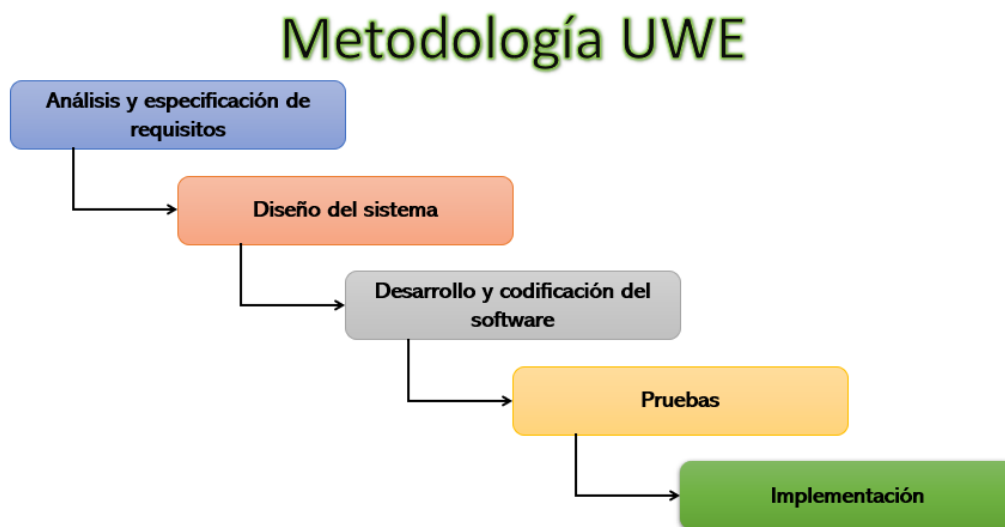 Metodología UWE
Análisis y especificación de
requisitos
Diseño del sistema
Desarrollo y codificación del
software
Pruebas
Implementación